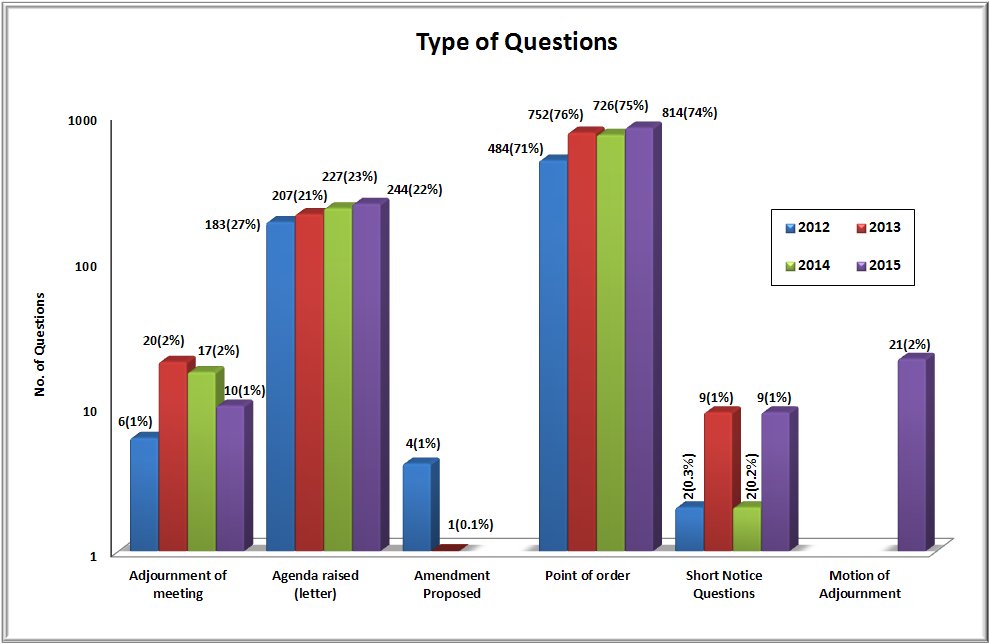 Type of Questions
No. of Questions
1000
100
10
1
6(1%)
20(2%)
17(2%)
10(1%)
183(27%)
207(21%)
227(23%)
244(22%)
4(1%)
1(0.1%)
484(71%)
752(76%)
726(75%)
814(74%)
2(0.3%)
9(1%)
2(0.2%)
9(1%)
21(2%)
2012
2013
2014
2015
Adjournment of
meeting
Agenda raised
(letter)
Amendment
Proposed
Point of order
Short Notice
Questions
Motion of
Adjournment